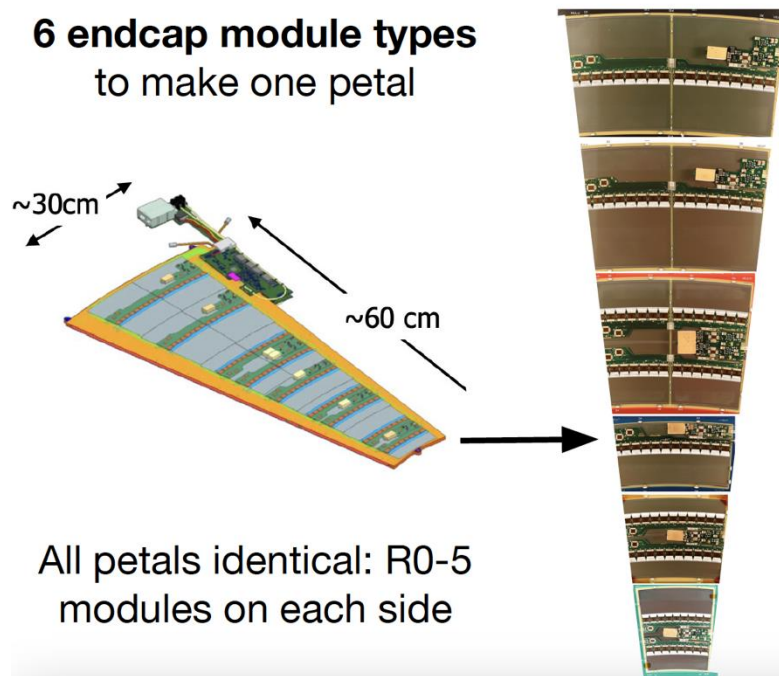 6 endcap module types
to make one petal
~30cm
~60 cm
All petals identical: R0-5
modules on each side